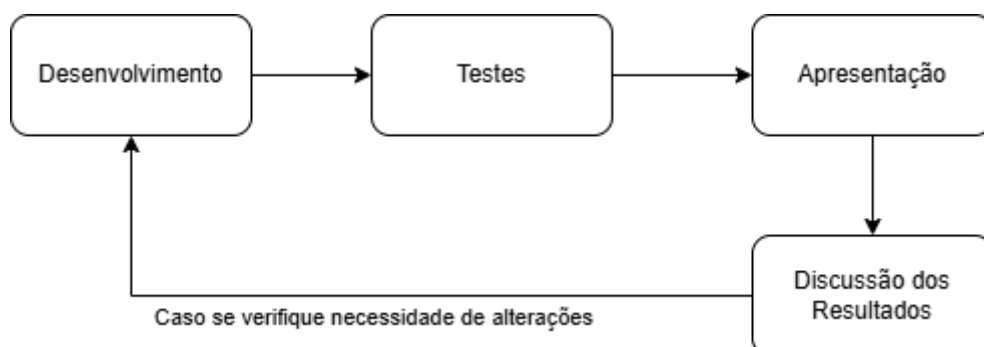 Desenvolvimento
Testes
Apresentação
Discussão dos
Resultados
Caso se verifique necessidade de alterações